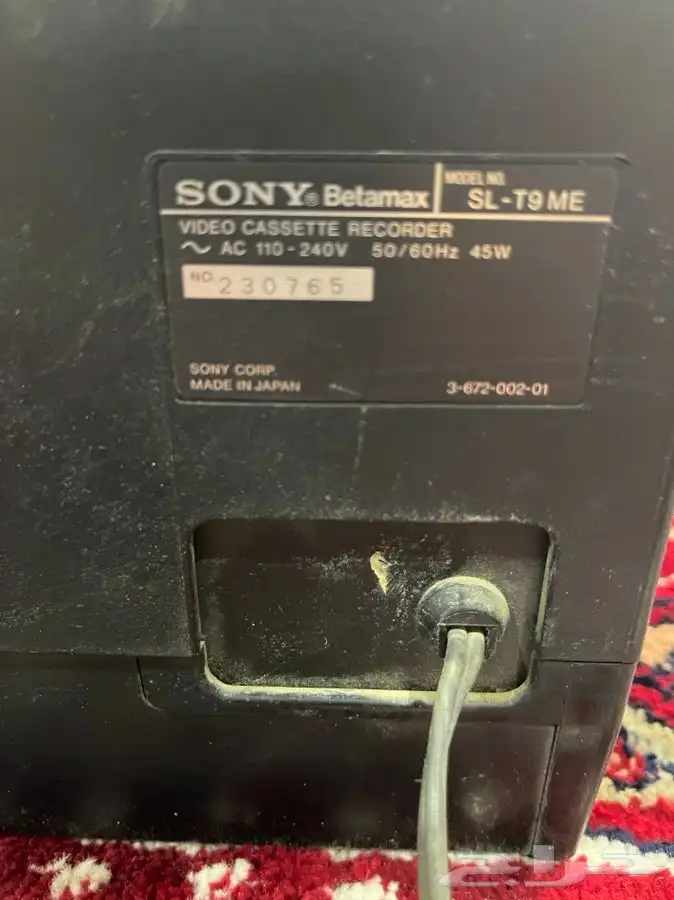 SONY® Betamax
MODEL NO.
SL-T9 ME
VIDEO CASSETTE RECORDER
~ AC 110-240V 50/60Hz 45W
NO. 230765
SONY CORP.
MADE IN JAPAN
3-672-002-01
حراج